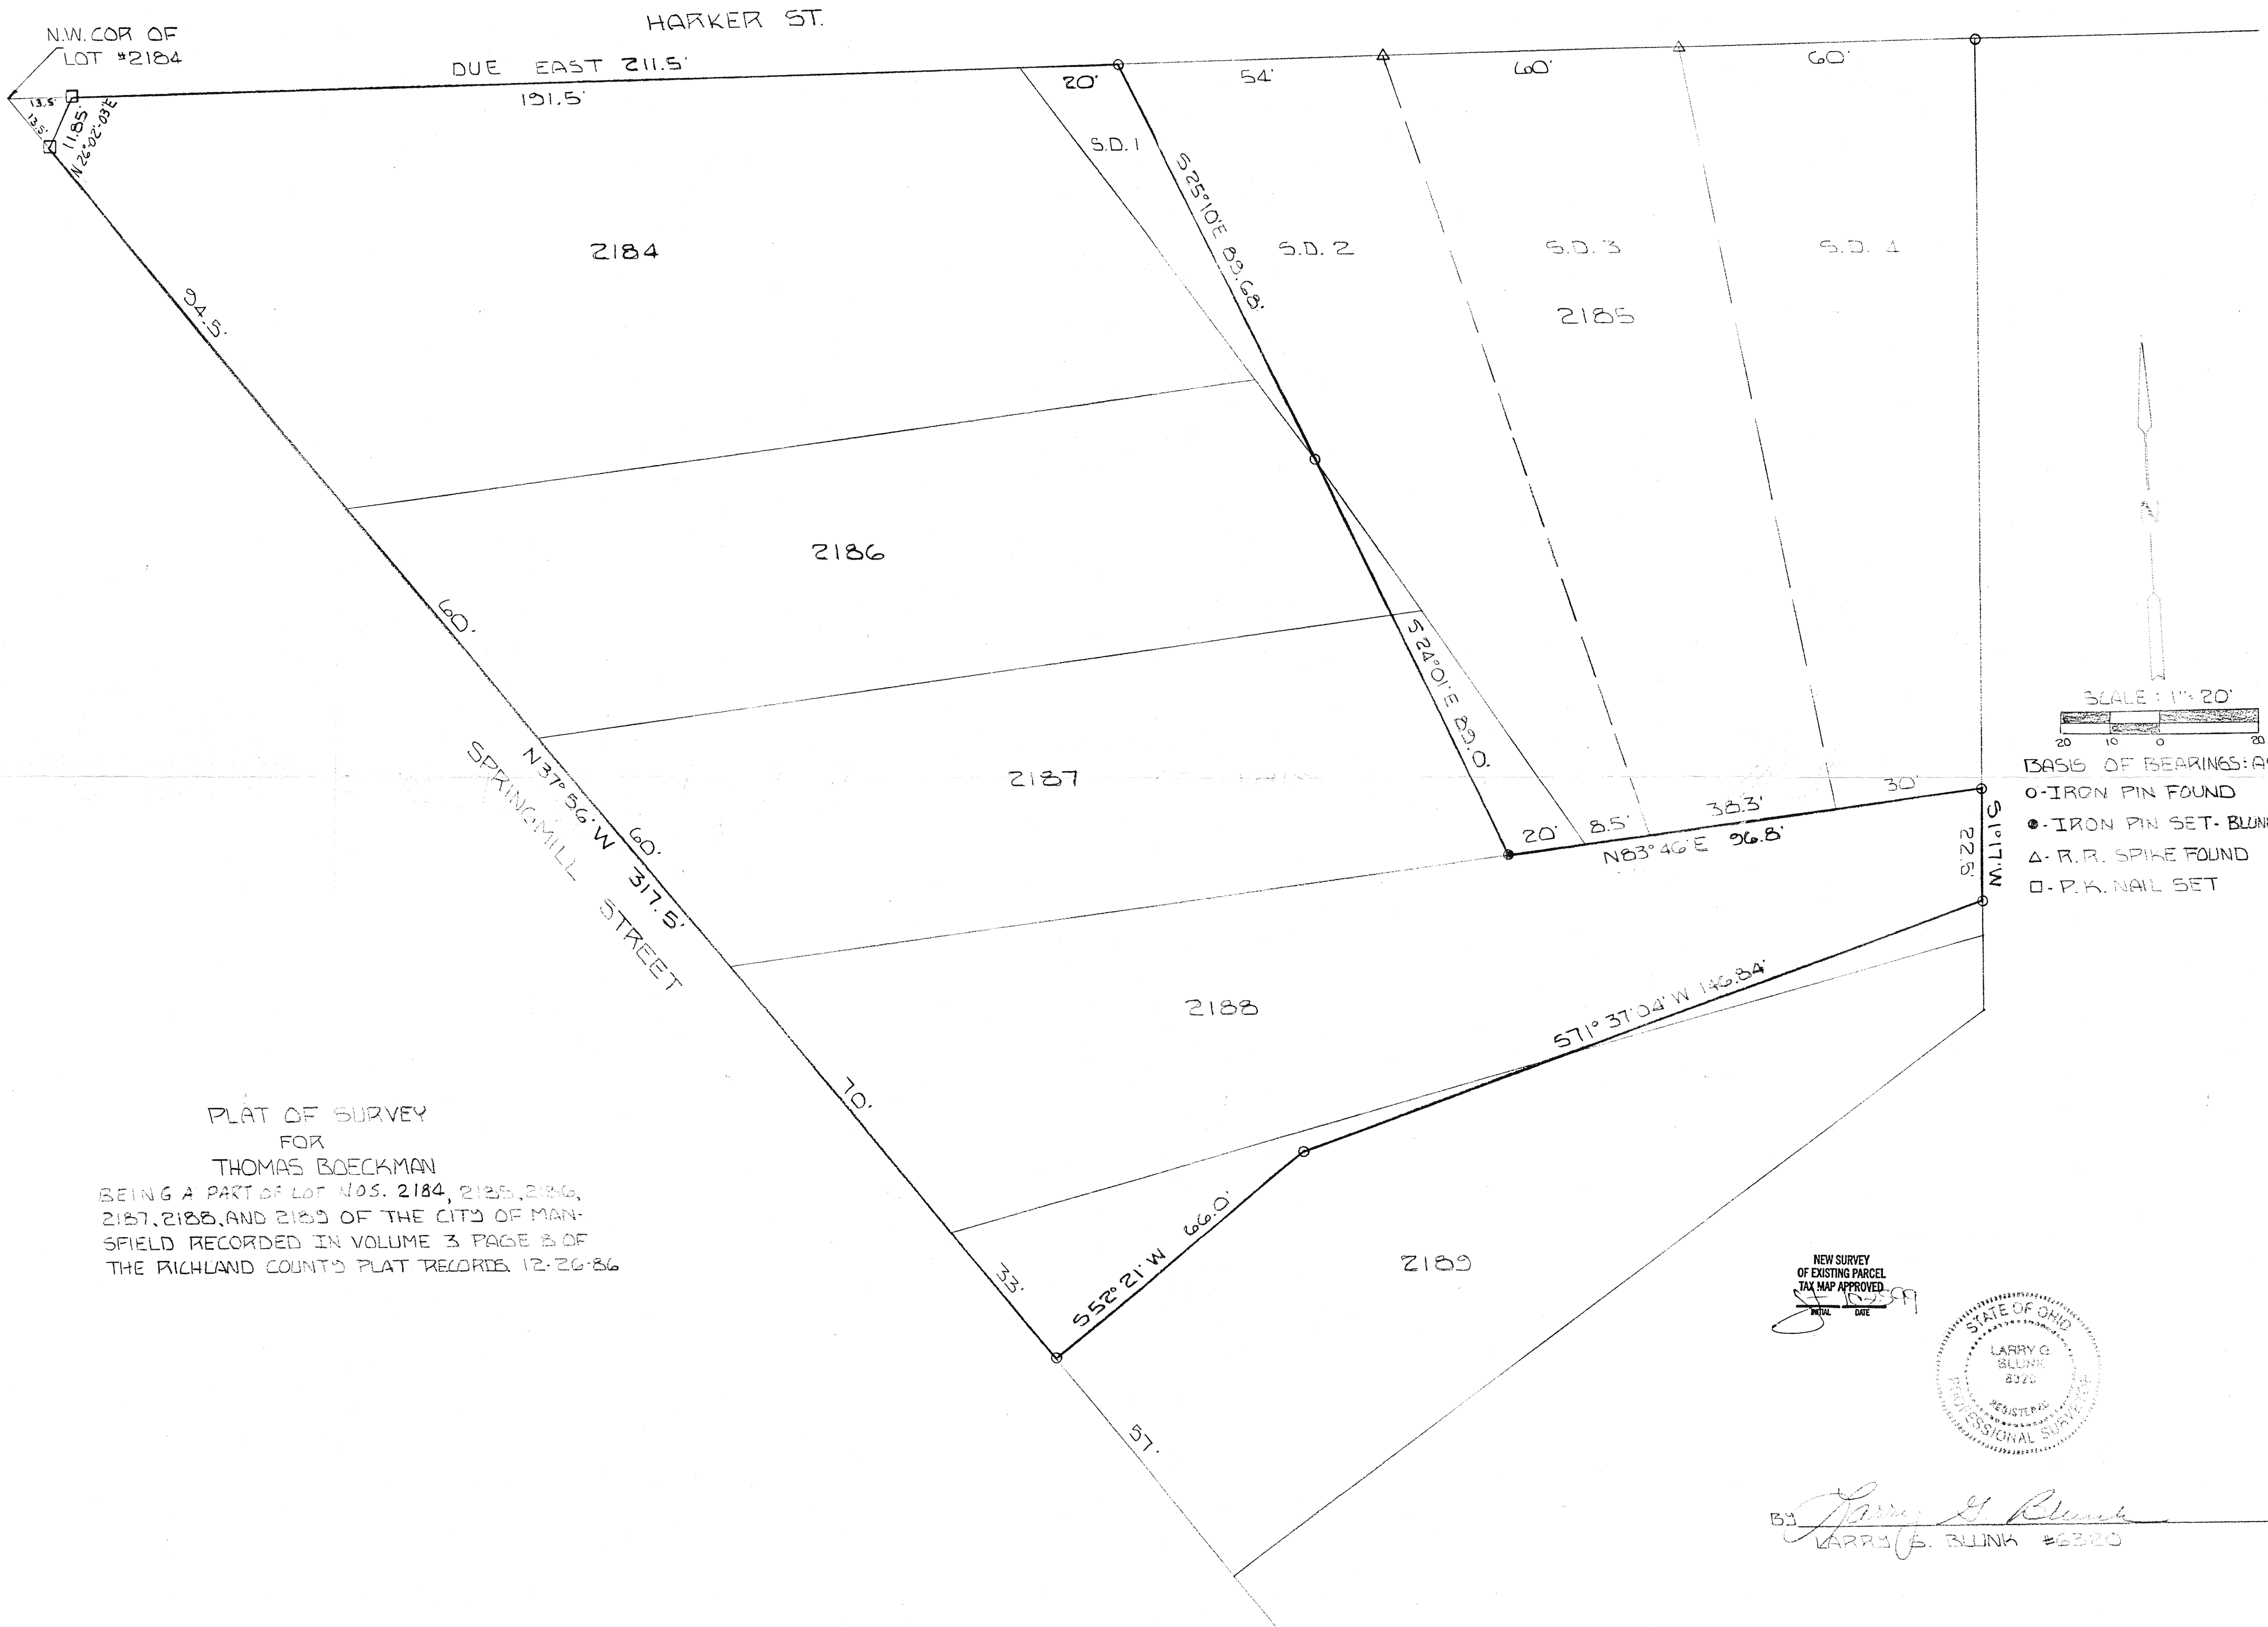 HARKER ST.
N.W. COR OF
LOT #2184
DUE EAST 211.5'
191.5'
20'
54'
60'
60'
13.5'
13.5'
11.85'
N 26°-02'-03"E
S.D. 1
S 25°10'E 89.68'
2184
S.D. 2
S.D. 3
S.D. 4
2185
94.5'
2186
60'
S 24°01'E 89.0'
SCALE : 1"=20'
20 10 0 20
BASIS OF BEARINGS:
O-IRON PIN FOUND
●-IRON PIN SET-
△-R.R. SPIKE FOUND
□-P.K. NAIL SET
2187
20'
8.5'
38.3'
30'
N83°46'E 96.8'
S1°17'W
22.5'
N37°56'W 317.5'
60'
SPRINGMILL STREET
2188
S71°37'04"W 146.84'
70'
PLAT OF SURVEY
FOR
THOMAS BOECKMAN
BEING A PART OF LOT NOS. 2184, 2185, 2186,
2187, 2188, AND 2189 OF THE CITY OF MAN-
SFIELD RECORDED IN VOLUME 3 PAGE 8 OF
THE RICHLAND COUNTY PLAT RECORDS. 12-26-86
33'
S52°21'W 66.0'
2189
57'
NEW SURVEY
OF EXISTING PARCEL
TAX MAP APPROVED
INITIAL DATE
STATE OF OHIO
LARRY G.
BLUNK
6320
REGISTERED
PROFESSIONAL SURVEYOR
BY Larry G. Blunk
LARRY G. BLUNK #6320